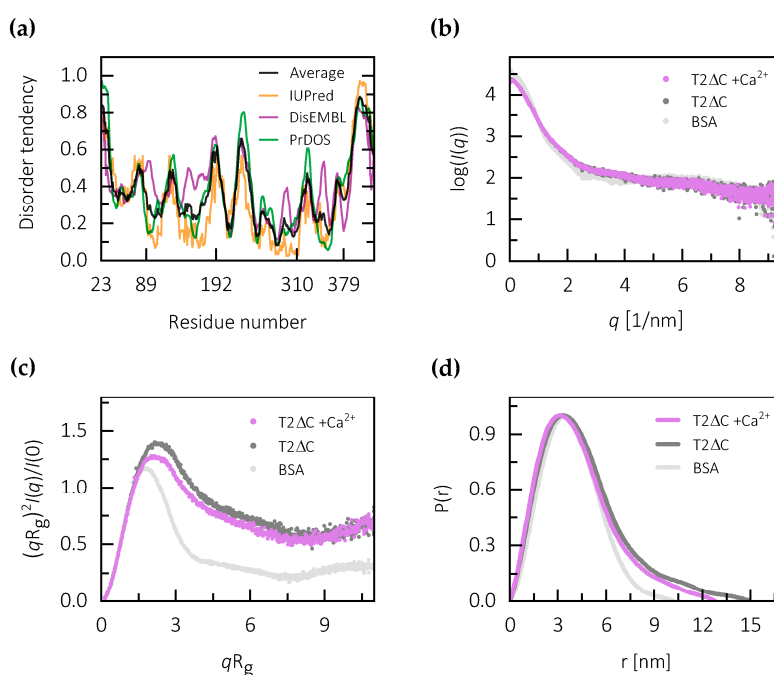 (a)
Disorder tendency
1.0
0.8
0.6
0.4
0.2
0.0
23
89
192
310
379
Residue number
Average
IUPred
DisEMBL
PrDOS
(b)
log(I(q))
4
3
2
1
0
0
2
4
6
8
q [1/nm]
T2ΔC +Ca²⁺
T2ΔC
BSA
(c)
(qRg)²I(q)/I(0)
1.5
1.0
0.5
0.0
0
3
6
9
qRg
T2ΔC +Ca²⁺
T2ΔC
BSA
(d)
P(r)
0.9
0.6
0.3
0.0
0
3
6
9
12
15
r [nm]
T2ΔC +Ca²⁺
T2ΔC
BSA